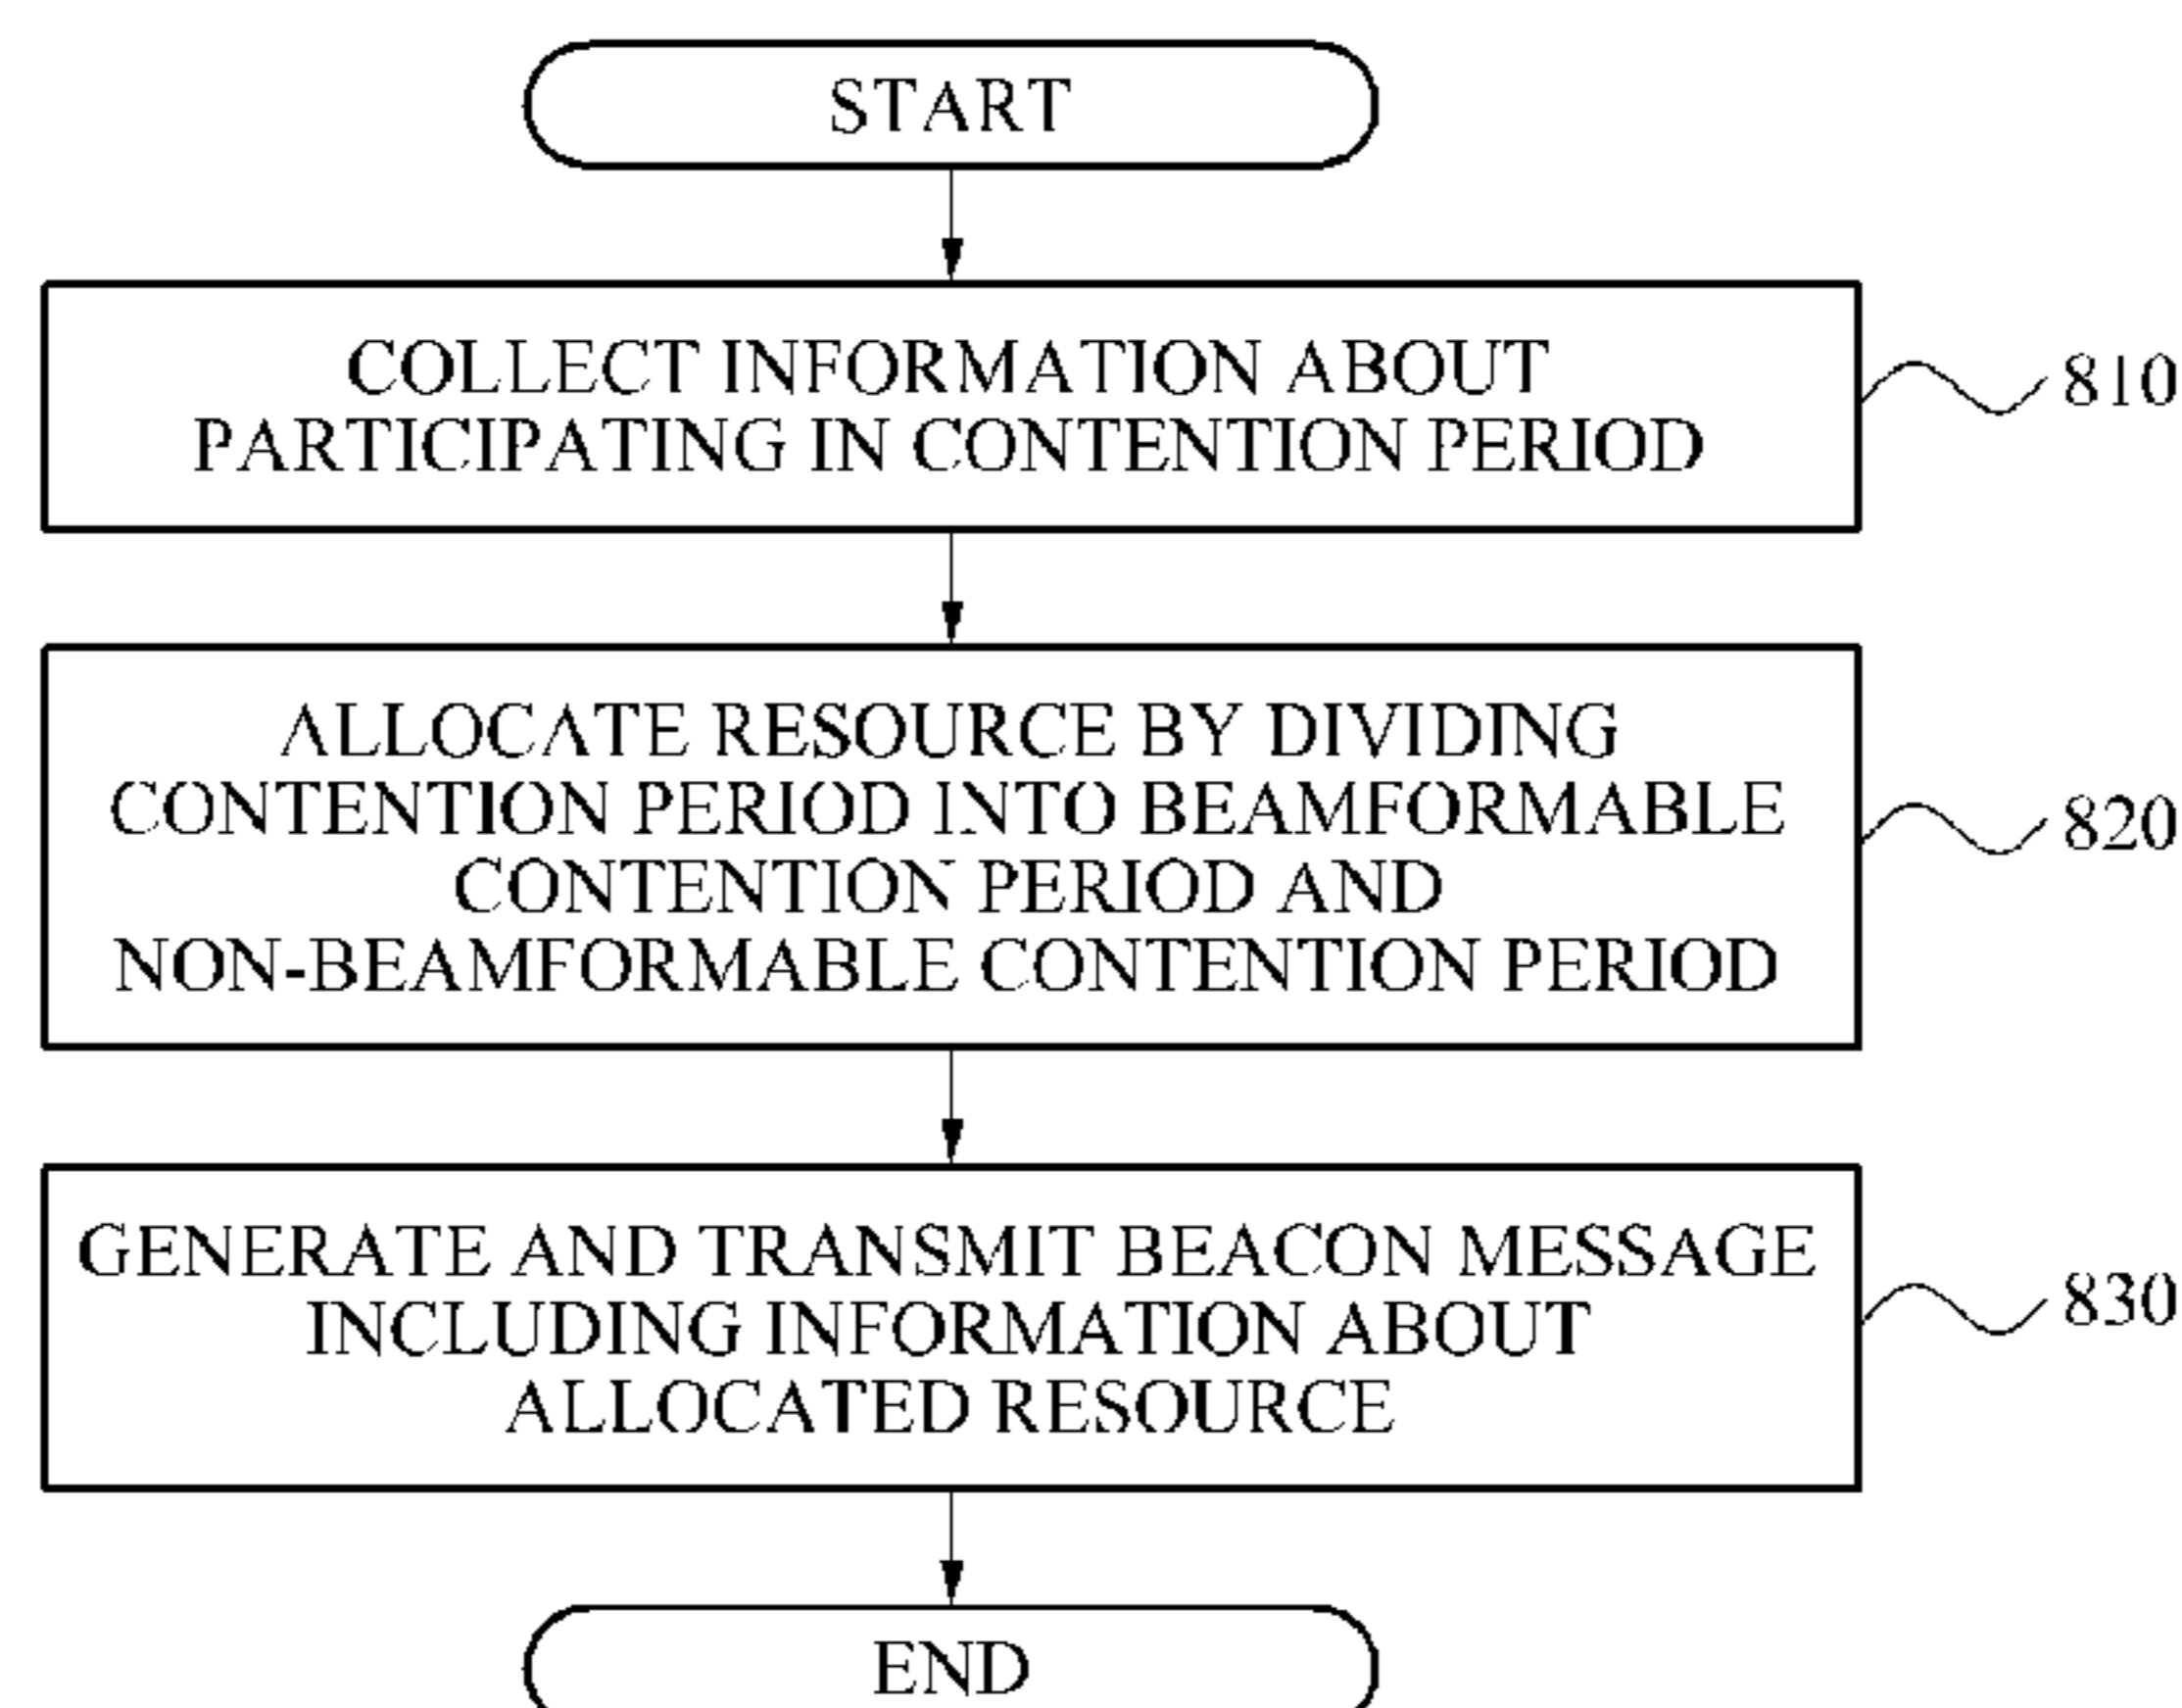 START
COLLECT INFORMATION ABOUT
PARTICIPATING IN CONTENTION PERIOD
810
ALLOCATE RESOURCE BY DIVIDING
CONTENTION PERIOD INTO BEAMFORMABLE
CONTENTION PERIOD AND
NON-BEAMFORMABLE CONTENTION PERIOD
820
GENERATE AND TRANSMIT BEACON MESSAGE
INCLUDING INFORMATION ABOUT
ALLOCATED RESOURCE
830
END